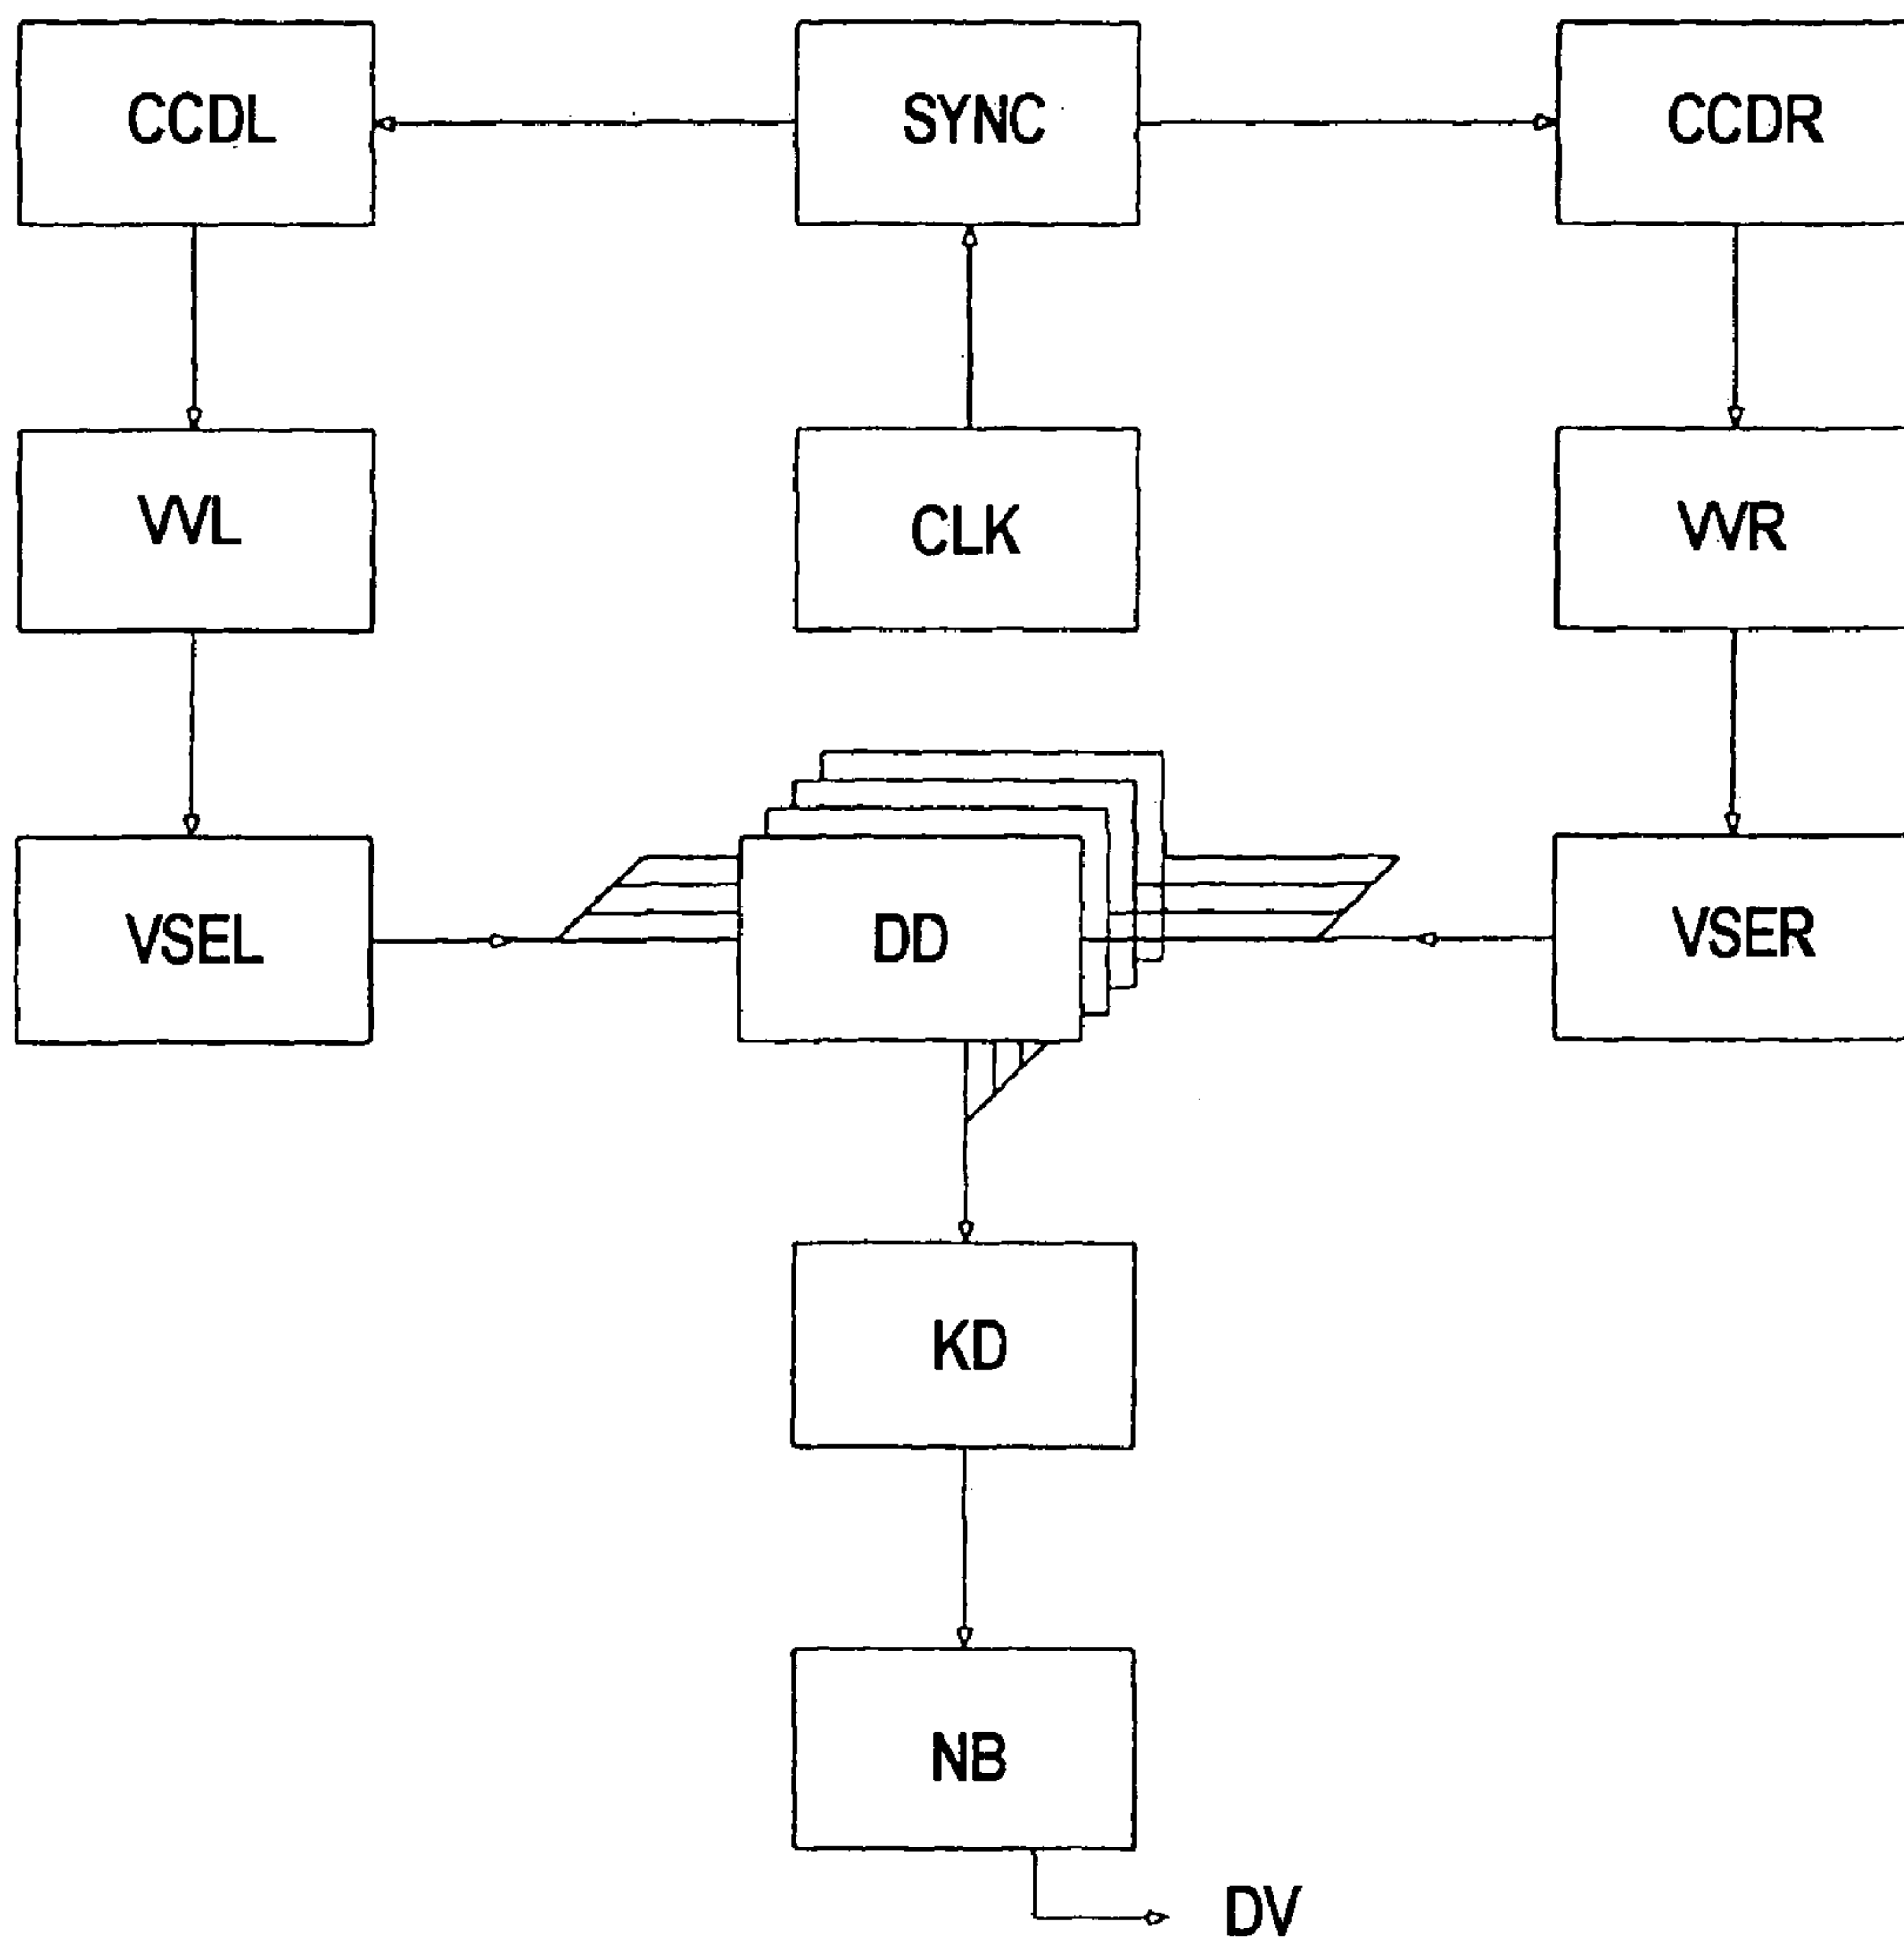 CCDL SYNC CCDR
VVL CLK VVR
VSEL DD VSER
KD
NB
DV